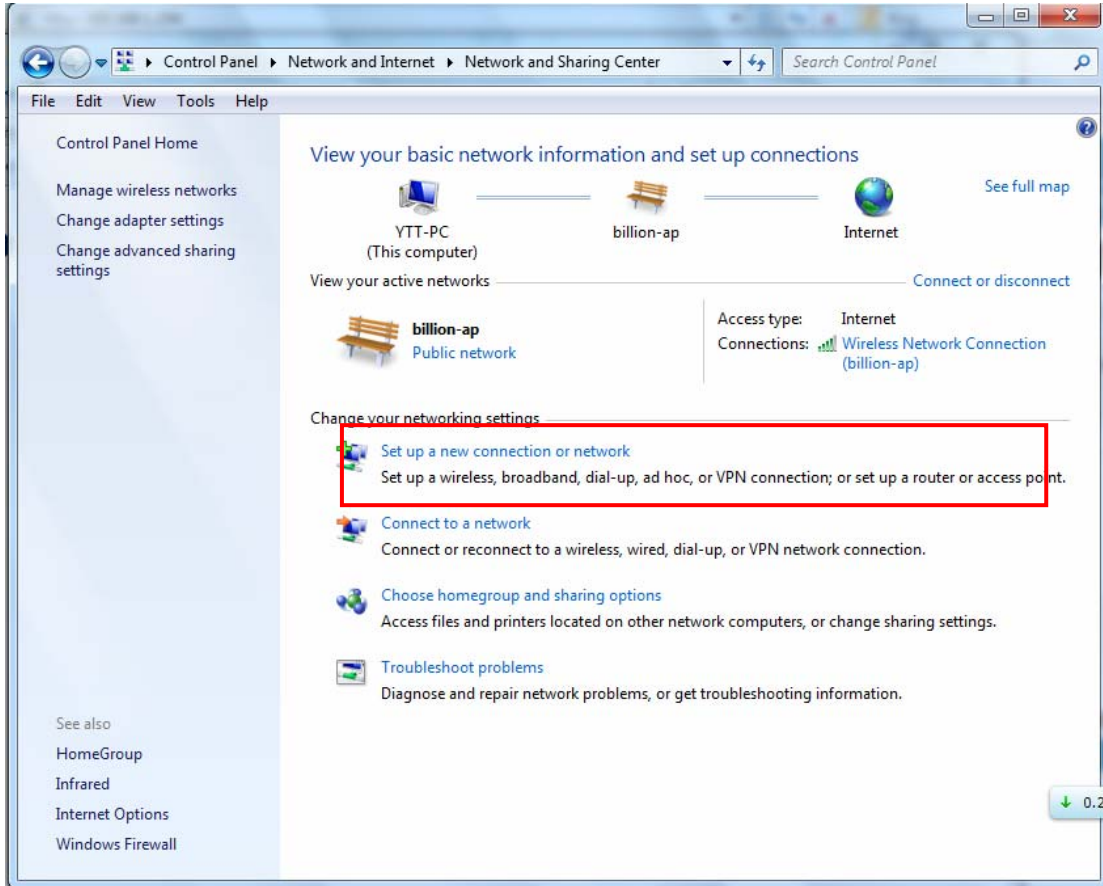 Control Panel Network and Internet Network and Sharing Center Search Control Panel
File Edit View Tools Help
Control Panel Home
Manage wireless networks
Change adapter settings
Change advanced sharing
settings
View your basic network information and set up connections
See full map
YTT-PC
(This computer)
billion-ap
Internet
View your active networks
Connect or disconnect
billion-ap
Public network
Access type: Internet
Connections: Wireless Network Connection
(billion-ap)
Change your networking settings
Set up a new connection or network
Set up a wireless, broadband, dial-up, ad hoc, or VPN connection; or set up a router or access point.
Connect to a network
Connect or reconnect to a wireless, wired, dial-up, or VPN network connection.
Choose homegroup and sharing options
Access files and printers located on other network computers, or change sharing settings.
Troubleshoot problems
Diagnose and repair network problems, or get troubleshooting information.
See also
HomeGroup
Infrared
Internet Options
Windows Firewall
0.2